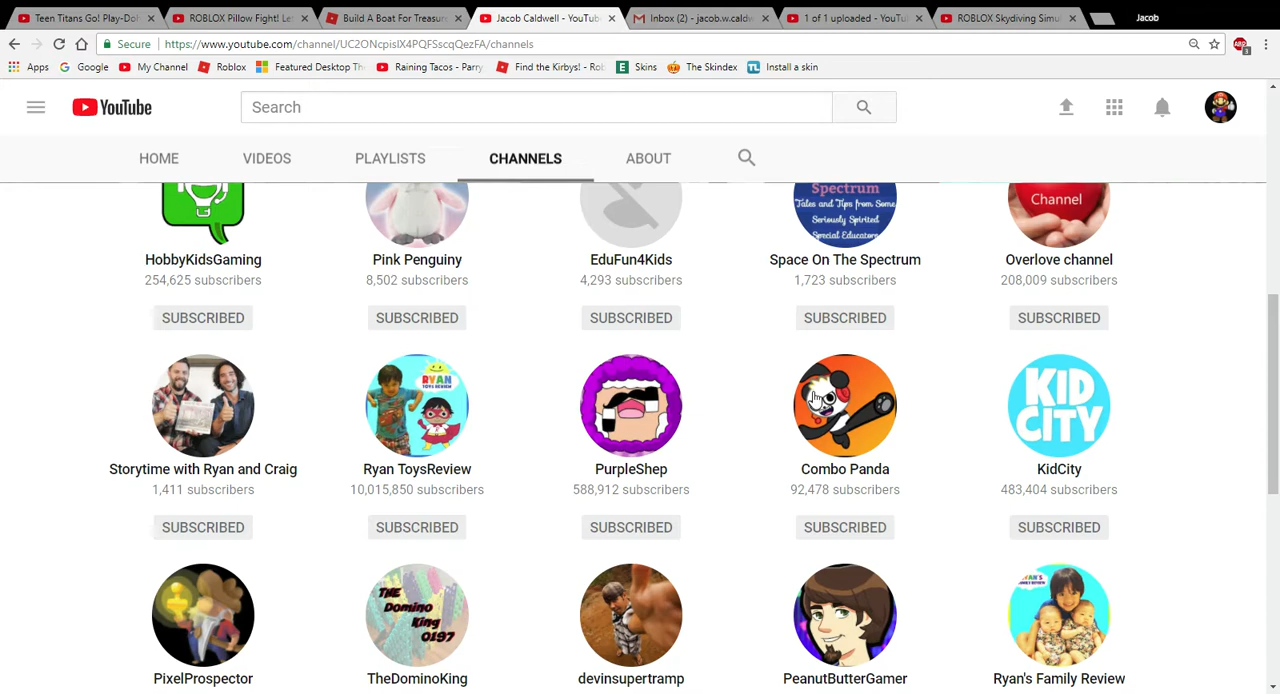 Teen Titans Go! Play-Do
ROBLOX Pillow Fight! Le
Build A Boat For Treasur
Jacob Caldwell - YouTub
Inbox (2) - jacob.w.caldw
1 of 1 uploaded - YouTu
ROBLOX Skydiving Simu
Jacob
Secure
https://www.youtube.com/channel/UC2ONcpisIX4PQFSscqQezFA/channels
Apps
Google
My Channel
Roblox
Featured Desktop Th
Raining Tacos - Parry
Find the Kirbys! - Rob
Skins
The Skindex
Install a skin
YouTube
Search
HOME
VIDEOS
PLAYLISTS
CHANNELS
ABOUT
Spectrum
Tales and Tips from Some
Seriously Spirited
Special Educators
Channel
HobbyKidsGaming
Pink Penguiny
EduFun4Kids
Space On The Spectrum
Overlove channel
254,625 subscribers
8,502 subscribers
4,293 subscribers
1,723 subscribers
208,009 subscribers
SUBSCRIBED
SUBSCRIBED
SUBSCRIBED
SUBSCRIBED
SUBSCRIBED
RYAN
TOYS REVIEW
KID
CITY
Storytime with Ryan and Craig
Ryan ToysReview
PurpleShep
Combo Panda
KidCity
1,411 subscribers
10,015,850 subscribers
588,912 subscribers
92,478 subscribers
483,404 subscribers
SUBSCRIBED
SUBSCRIBED
SUBSCRIBED
SUBSCRIBED
SUBSCRIBED
THE
Domino
King
0197
RYAN'S
FAMILY REVIEW
PixelProspector
TheDominoKing
devinsupertramp
PeanutButterGamer
Ryan's Family Review